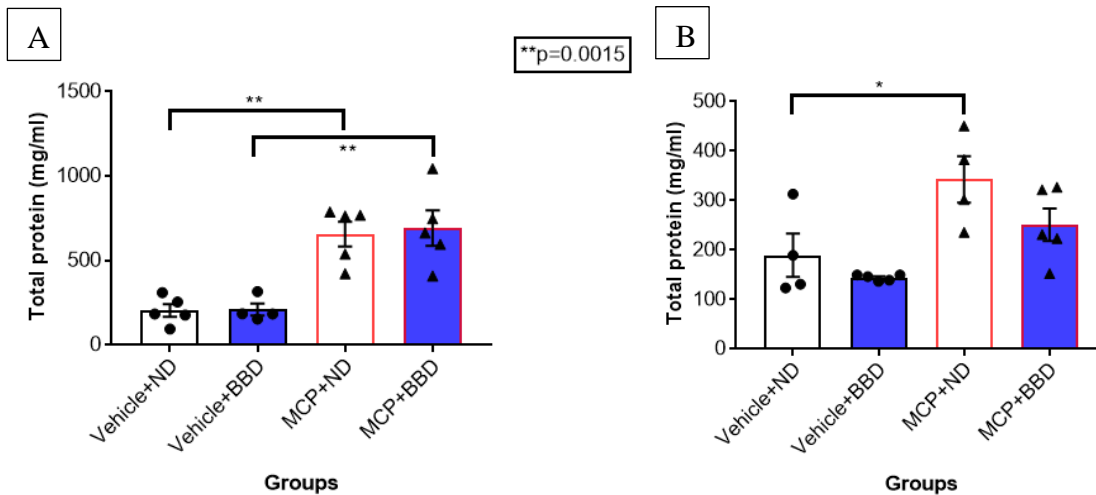 A
**p=0.0015
B
Total protein (mg/ml)
1500
1000
500
0
**
**
Vehicle+ND
Vehicle+BBD
MCP+ND
MCP+BBD
Groups
Total protein (mg/ml)
500
400
300
200
100
0
*
Vehicle+ND
Vehicle+BBD
MCP+ND
MCP+BBD
Groups